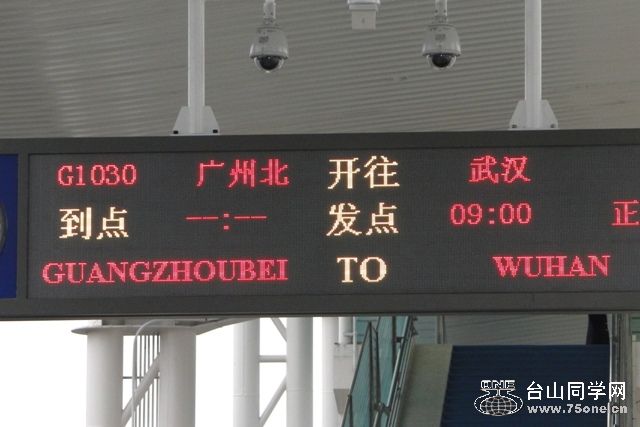 G1030 广州北 开往 武汉
到点 --:-- 发点 09:00 正
GUANGZHOUBEI TO WUHAN
ONE 台山同学网
www.75one.cn